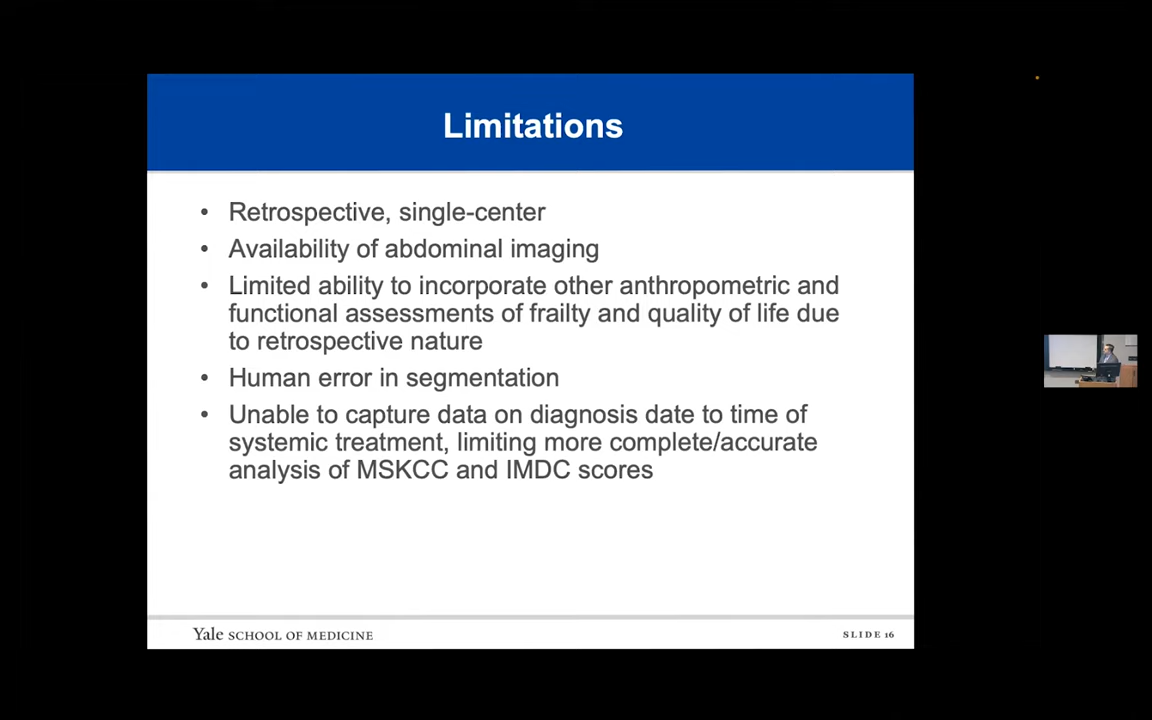 Limitations
• Retrospective, single-center
• Availability of abdominal imaging
• Limited ability to incorporate other anthropometric and
functional assessments of frailty and quality of life due
to retrospective nature
• Human error in segmentation
• Unable to capture data on diagnosis date to time of
systemic treatment, limiting more complete/accurate
analysis of MSKCC and IMDC scores
Yale SCHOOL OF MEDICINE
SLIDE 16